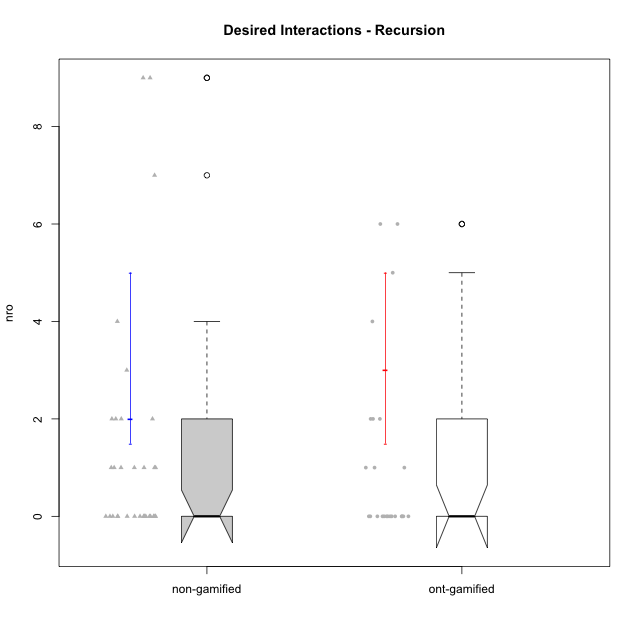 Desired Interactions - Recursion
nro
8
6
4
2
0
non-gamified
ont-gamified